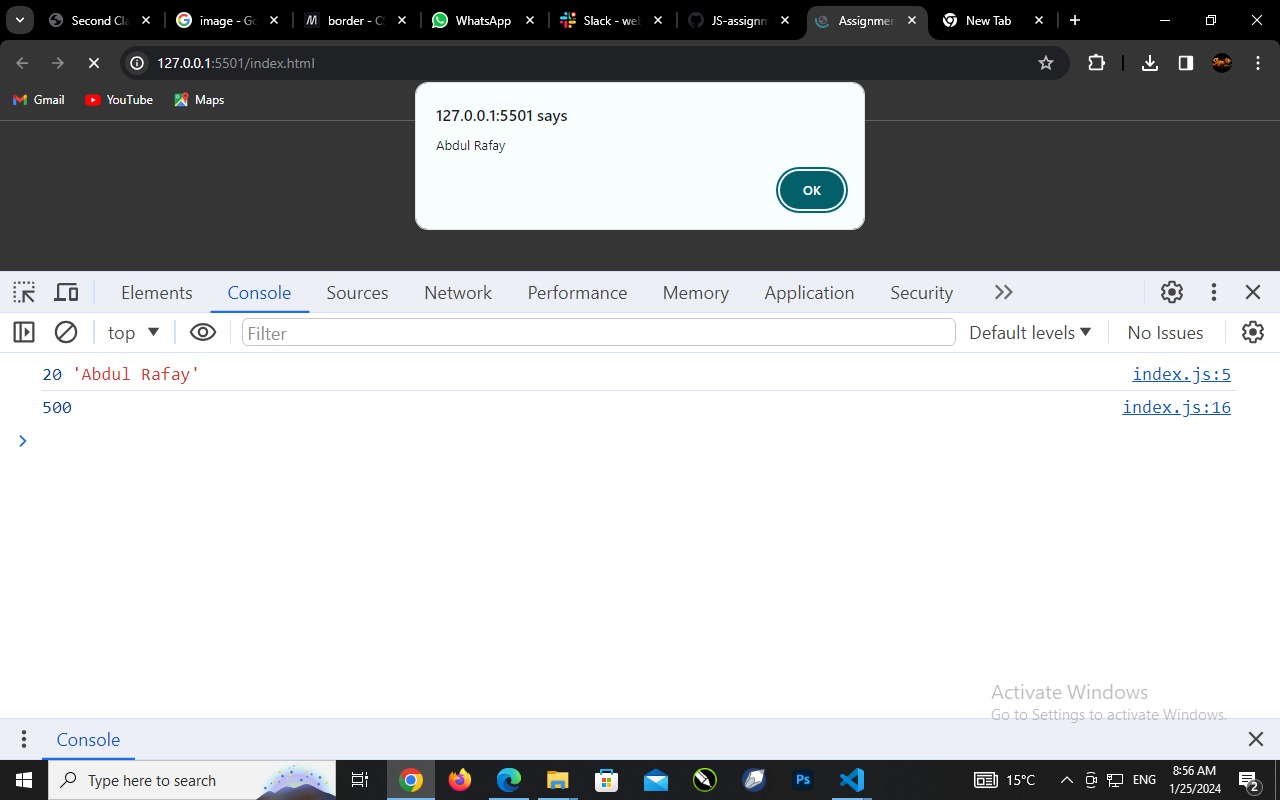 Second Cl
image - G
border - C
WhatsApp
Slack - we
JS-assignm
Assignmen
New Tab
127.0.0.1:5501/index.html
Gmail
YouTube
Maps
127.0.0.1:5501 says
Abdul Rafay
OK
Elements
Console
Sources
Network
Performance
Memory
Application
Security
top
Filter
Default levels
No Issues
20 'Abdul Rafay'
index.js:5
500
index.js:16
Activate Windows
Go to Settings to activate Windows.
Console
Type here to search
Ps
15°C
ENG
8:56 AM
1/25/2024
2